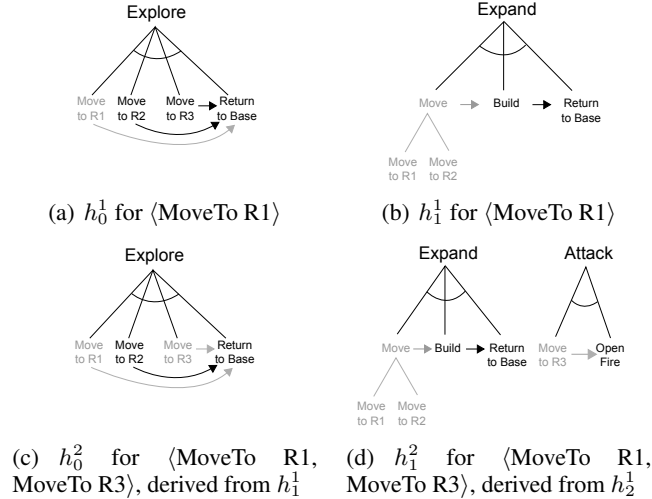 Explore
Move to R1
Move to R2
Move to R3
Return to Base
(a) h_0^1 for ⟨MoveTo R1⟩
Expand
Move
Build
Return to Base
Move to R1
Move to R2
(b) h_1^1 for ⟨MoveTo R1⟩
Explore
Move to R1
Move to R2
Move to R3
Return to Base
(c) h_0^2 for ⟨MoveTo R1,
MoveTo R3⟩, derived from h_1^1
Expand
Attack
Move
Build
Return to Base
Move to R3
Open Fire
Move to R1
Move to R2
(d) h_1^2 for ⟨MoveTo R1,
MoveTo R3⟩, derived from h_2^1